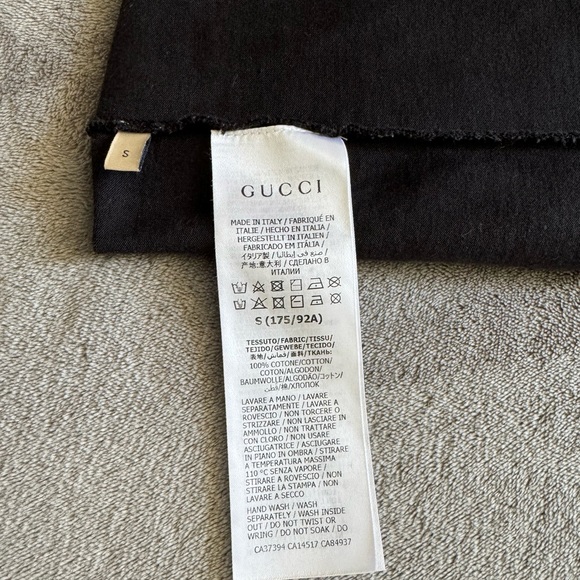 S
GUCCI
MADE IN ITALY / FABRIQUÉ EN
ITALIE / HECHO EN ITALIA /
HERGESTELLT IN ITALIEN /
FABRICADO EM ITÁLIA /
イタリア製 / صنع في إيطاليا /
产地:意大利 / СДЕЛАНО В
ИТАЛИИ
S (175/92A)
TESSUTO/FABRIC/TISSU/
TEJIDO/GEWEBE/TECIDO/
表地/قماش/面料/ТКАНЬ:
100% COTONE/COTTON/
COTON/ALGODON/
BAUMWOLLE/ALGODÃO/コットン/
قطن/棉/ХЛОПОК
LAVARE A MANO / LAVARE
SEPARATAMENTE / LAVARE A
ROVESCIO / NON TORCERE O
STRIZZARE / NON LASCIARE IN
AMMOLLO / NON TRATTARE
CON CLORO / NON USARE
ASCIUGATRICE / ASCIUGARE
IN PIANO IN OMBRA / STIRARE
A TEMPERATURA MASSIMA
110 °C SENZA VAPORE /
STIRARE A ROVESCIO / NON
STIRARE LA STAMPA / NON
LAVARE A SECCO
HAND WASH / WASH
SEPARATELY / WASH INSIDE
OUT / DO NOT TWIST OR
WRING / DO NOT SOAK / DO
CA37394 CA14517 CA84937